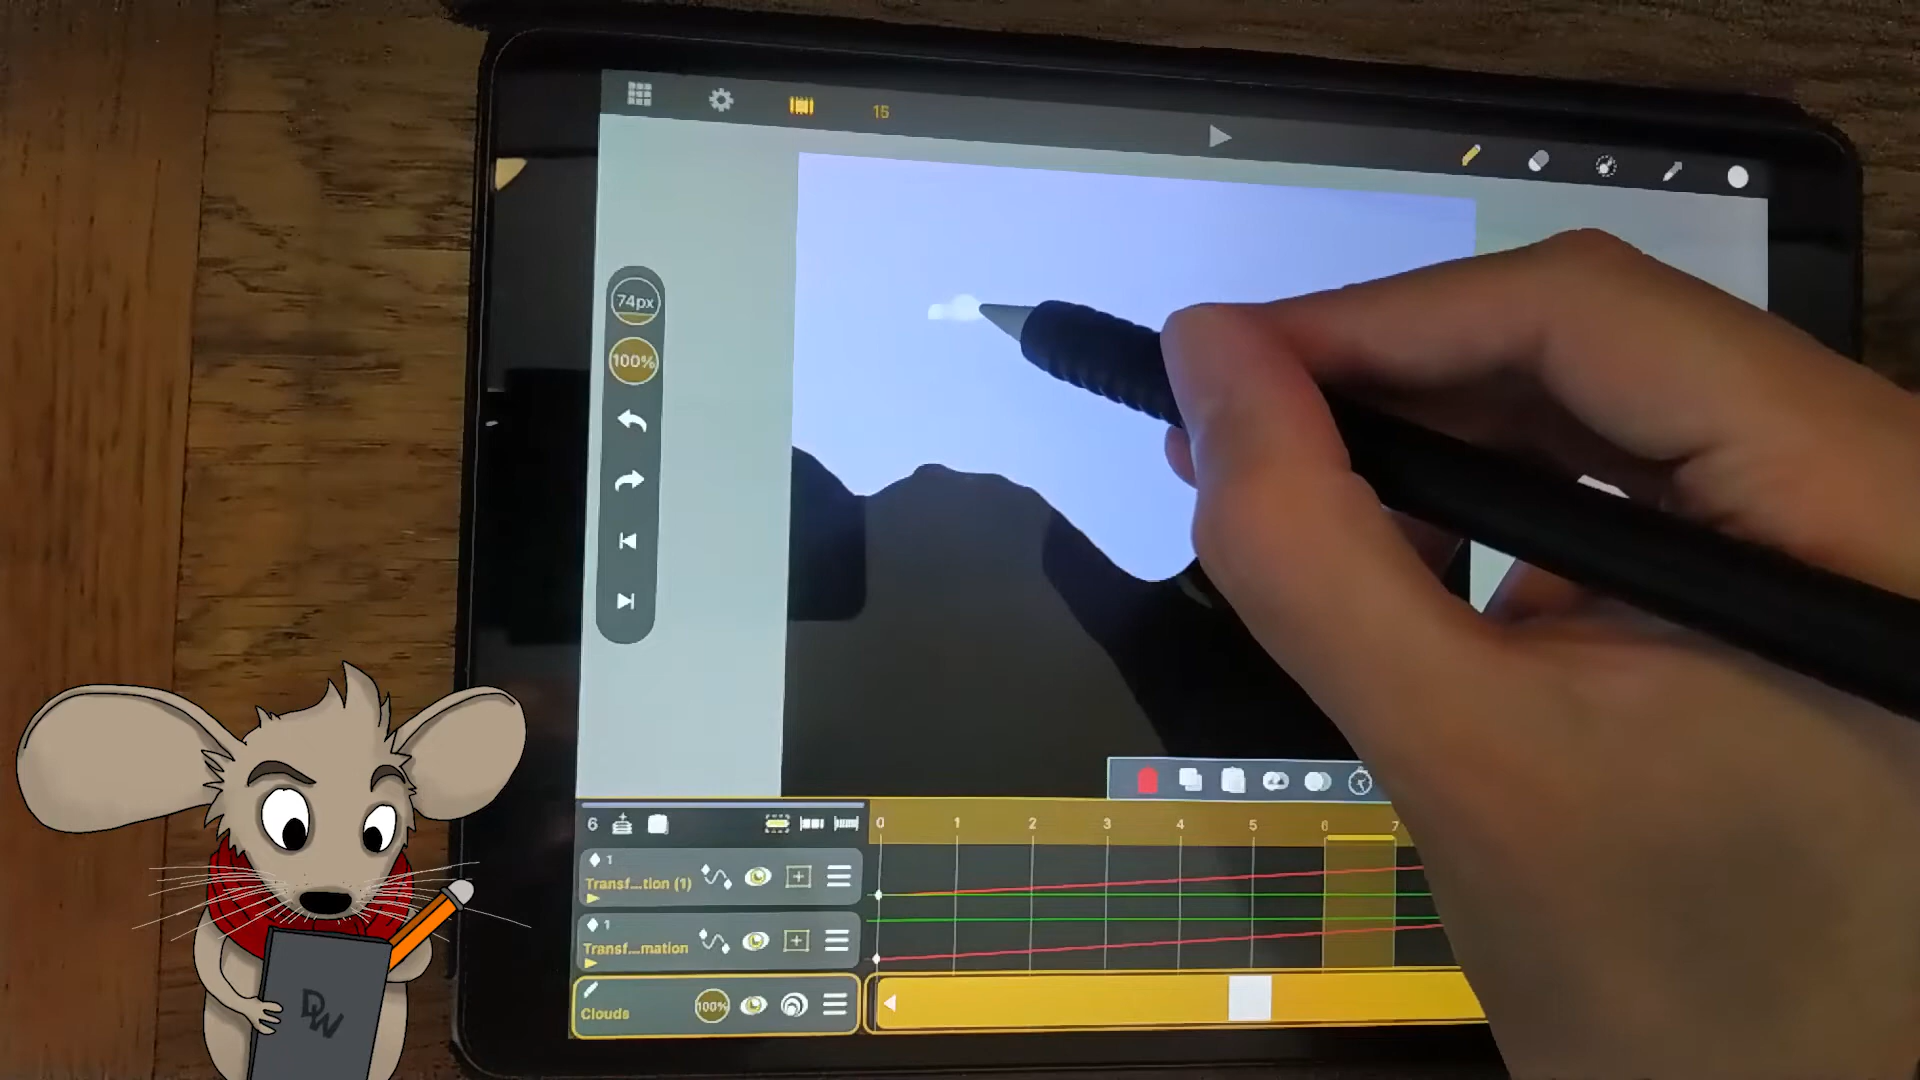 15
74px
100%
6
0 1 2 3 4 5 6 7
1
Transf...tion (1)
1
Transf...mation
100%
Clouds
DW